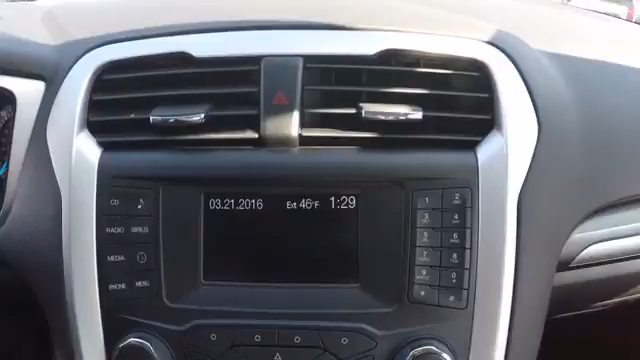 03.21.2016 Ext 46°F 1:29
CD
RADIO SIRIUS
MEDIA
PHONE MENU
1 2
3 4
5 6
7 8
9 0
*